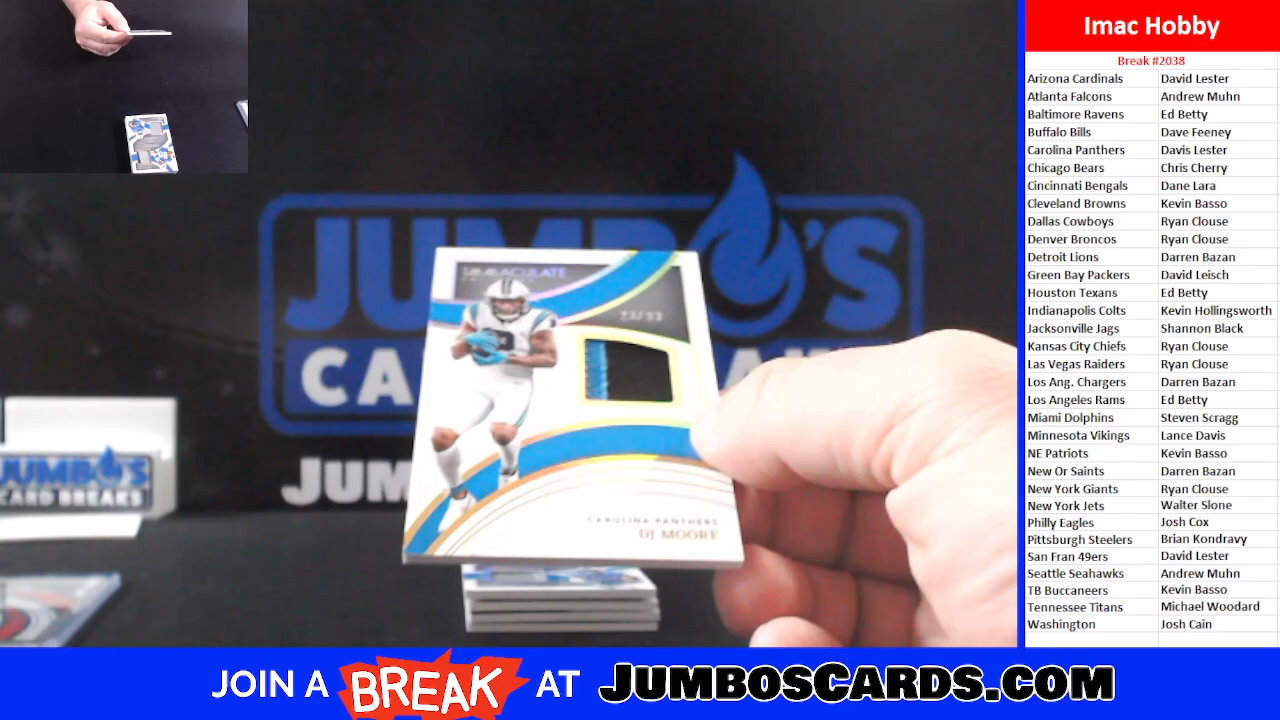 Imac Hobby
Break #2038
Arizona Cardinals David Lester
Atlanta Falcons Andrew Muhn
Baltimore Ravens Ed Betty
Buffalo Bills Dave Feeney
Carolina Panthers Davis Lester
Chicago Bears Chris Cherry
Cincinnati Bengals Dane Lara
Cleveland Browns Kevin Basso
Dallas Cowboys Ryan Clouse
Denver Broncos Ryan Clouse
Detroit Lions Darren Bazan
Green Bay Packers David Leisch
Houston Texans Ed Betty
Indianapolis Colts Kevin Hollingsworth
Jacksonville Jags Shannon Black
Kansas City Chiefs Ryan Clouse
Las Vegas Raiders Ryan Clouse
Los Ang. Chargers Darren Bazan
Los Angeles Rams Ed Betty
Miami Dolphins Steven Scragg
Minnesota Vikings Lance Davis
NE Patriots Kevin Basso
New Or Saints Darren Bazan
New York Giants Ryan Clouse
New York Jets Walter Slone
Philly Eagles Josh Cox
Pittsburgh Steelers Brian Kondravy
San Fran 49ers David Lester
Seattle Seahawks Andrew Muhn
TB Buccaneers Kevin Basso
Tennessee Titans Michael Woodard
Washington Josh Cain
JUMBO'S
IMMACULATE
CAROLINA PANTHERS
DJ MOORE
JUMBO'S
CARD BREAKS
JOIN A BREAK AT JUMBOSCARDS.COM